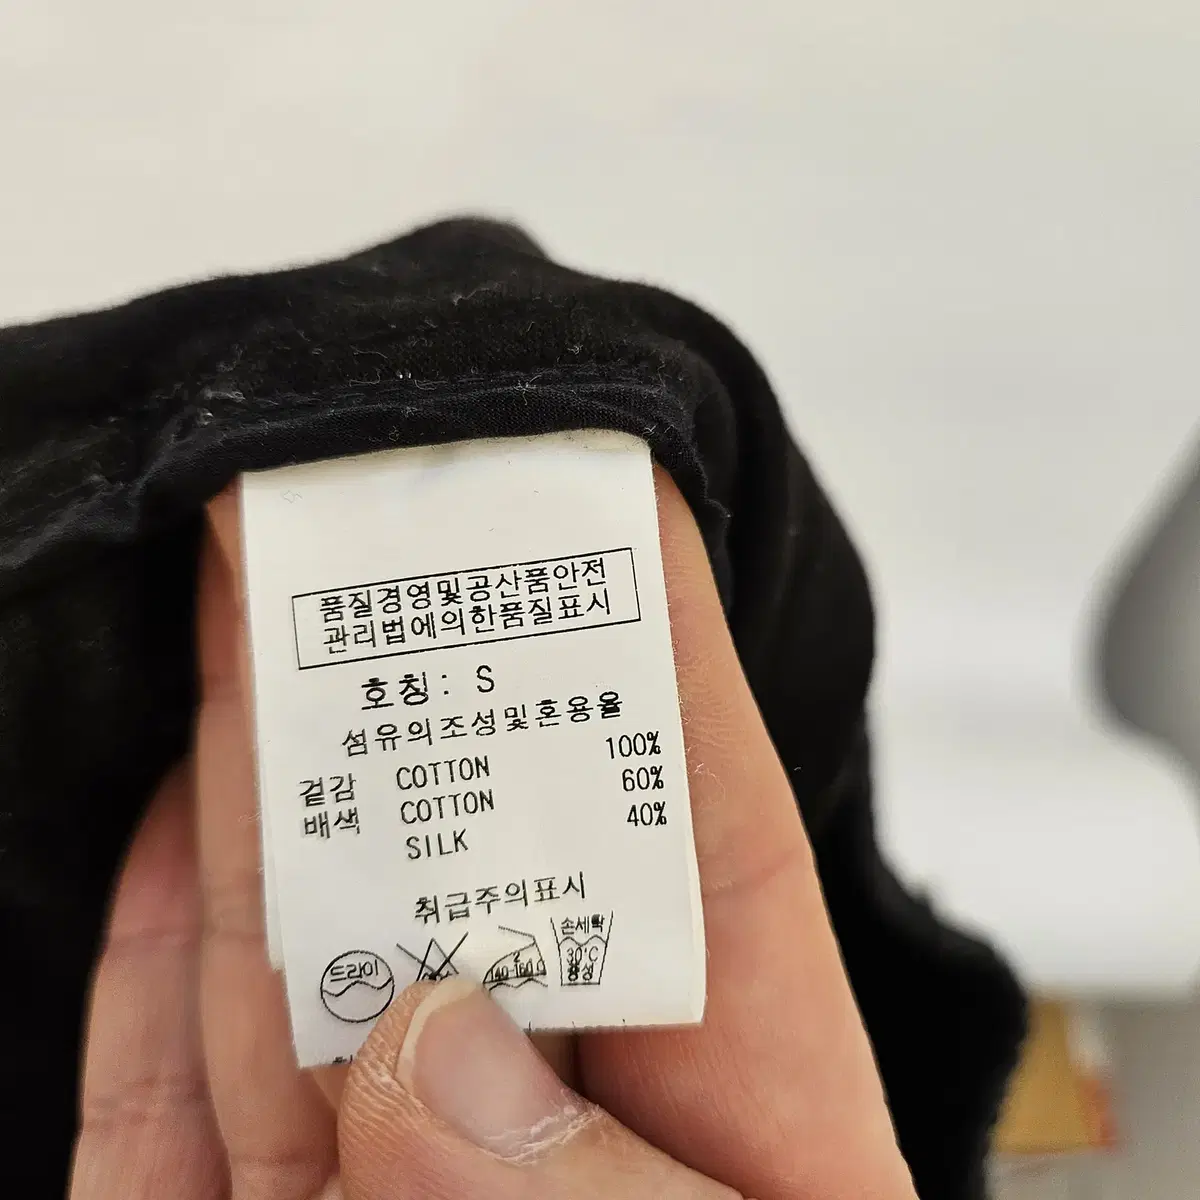 품질경영및공산품안전
관리법에의한품질표시
호칭: S
섬유의조성및혼용율
겉감 COTTON 100%
배색 COTTON 60%
SILK 40%
취급주의표시
드라이
140-160℃
손세탁
30℃
중성